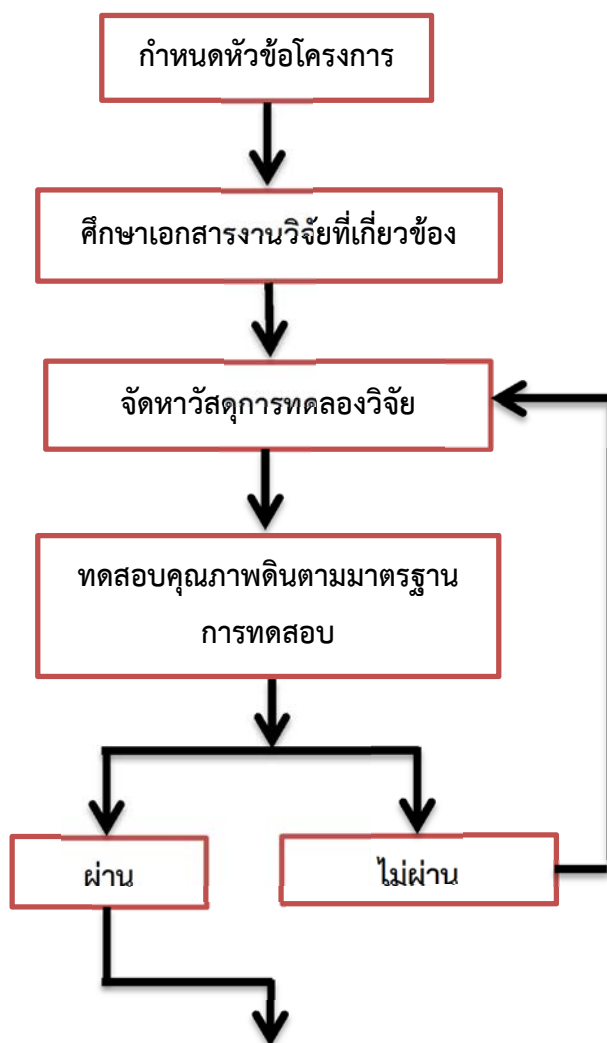 กำหนดหัวข้อโครงการ
ศึกษาเอกสารงานวิจัยที่เกี่ยวข้อง
จัดหาวัสดุการทดลองวิจัย
ทดสอบคุณภาพดินตามมาตรฐาน
การทดสอบ
ผ่าน
ไม่ผ่าน